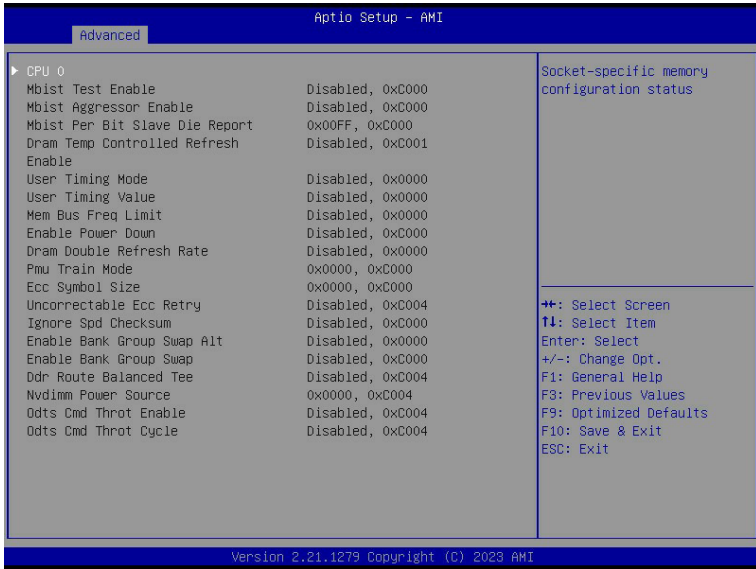 Aptio Setup – AMI
Advanced
▶ CPU 0
Mbist Test Enable Disabled, 0xC000
Mbist Aggressor Enable Disabled, 0xC000
Mbist Per Bit Slave Die Report 0x00FF, 0xC000
Dram Temp Controlled Refresh Disabled, 0xC001
Enable
User Timing Mode Disabled, 0x0000
User Timing Value Disabled, 0x0000
Mem Bus Freq Limit Disabled, 0x0000
Enable Power Down Disabled, 0x0000
Dram Double Refresh Rate Disabled, 0x0000
Pmu Train Mode 0x0000, 0xC000
Ecc Symbol Size 0x0000, 0xC000
Uncorrectable Ecc Retry Disabled, 0xC004
Ignore Spd Checksum Disabled, 0xC000
Enable Bank Group Swap Alt Disabled, 0x0000
Enable Bank Group Swap Disabled, 0xC000
Ddr Route Balanced Tee Disabled, 0xC004
Nvdimm Power Source 0x0000, 0xC004
Odts Cmd Throt Enable Disabled, 0xC004
Odts Cmd Throt Cycle Disabled, 0xC004
Socket-specific memory
configuration status
→←: Select Screen
↑↓: Select Item
Enter: Select
+/-: Change Opt.
F1: General Help
F3: Previous Values
F9: Optimized Defaults
F10: Save & Exit
ESC: Exit
Version 2.21.1279 Copyright (C) 2023 AMI